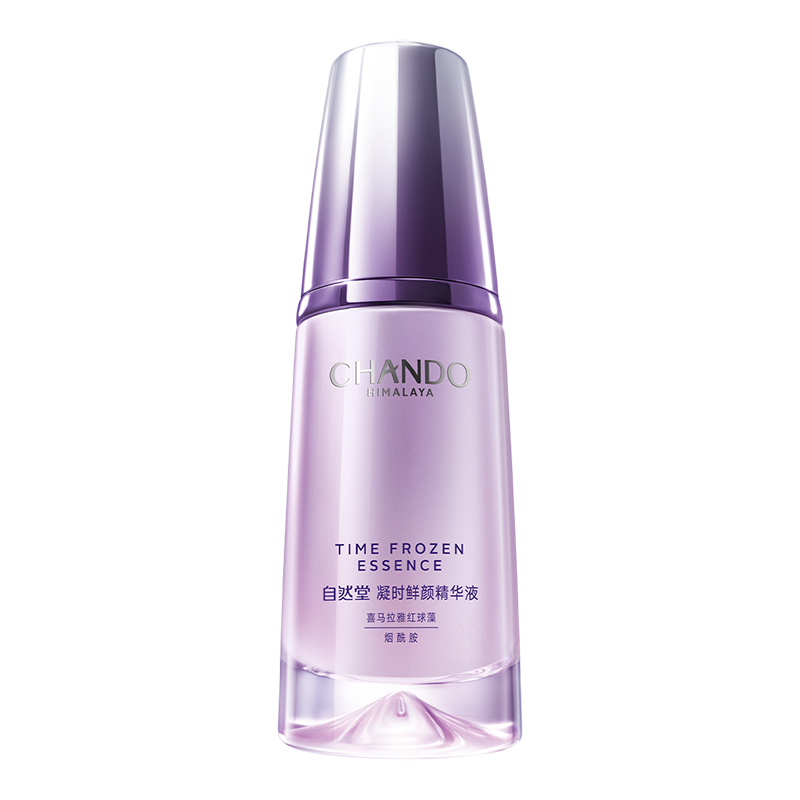 CHANDO
HIMALAYA
TIME FROZEN
ESSENCE
自然堂 凝时鲜颜精华液
喜马拉雅红球藻
烟酰胺